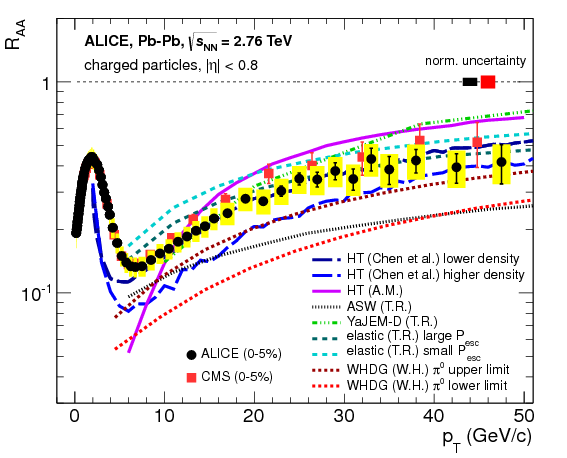 R_AA
ALICE, Pb-Pb, √s_NN = 2.76 TeV
charged particles, |η| < 0.8
norm. uncertainty
1
10^-1
HT (Chen et al.) lower density
HT (Chen et al.) higher density
HT (A.M.)
ASW (T.R.)
YaJEM-D (T.R.)
elastic (T.R.) large P_esc
elastic (T.R.) small P_esc
WHDG (W.H.) π^0 upper limit
WHDG (W.H.) π^0 lower limit
ALICE (0-5%)
CMS (0-5%)
0 10 20 30 40 50
p_T (GeV/c)